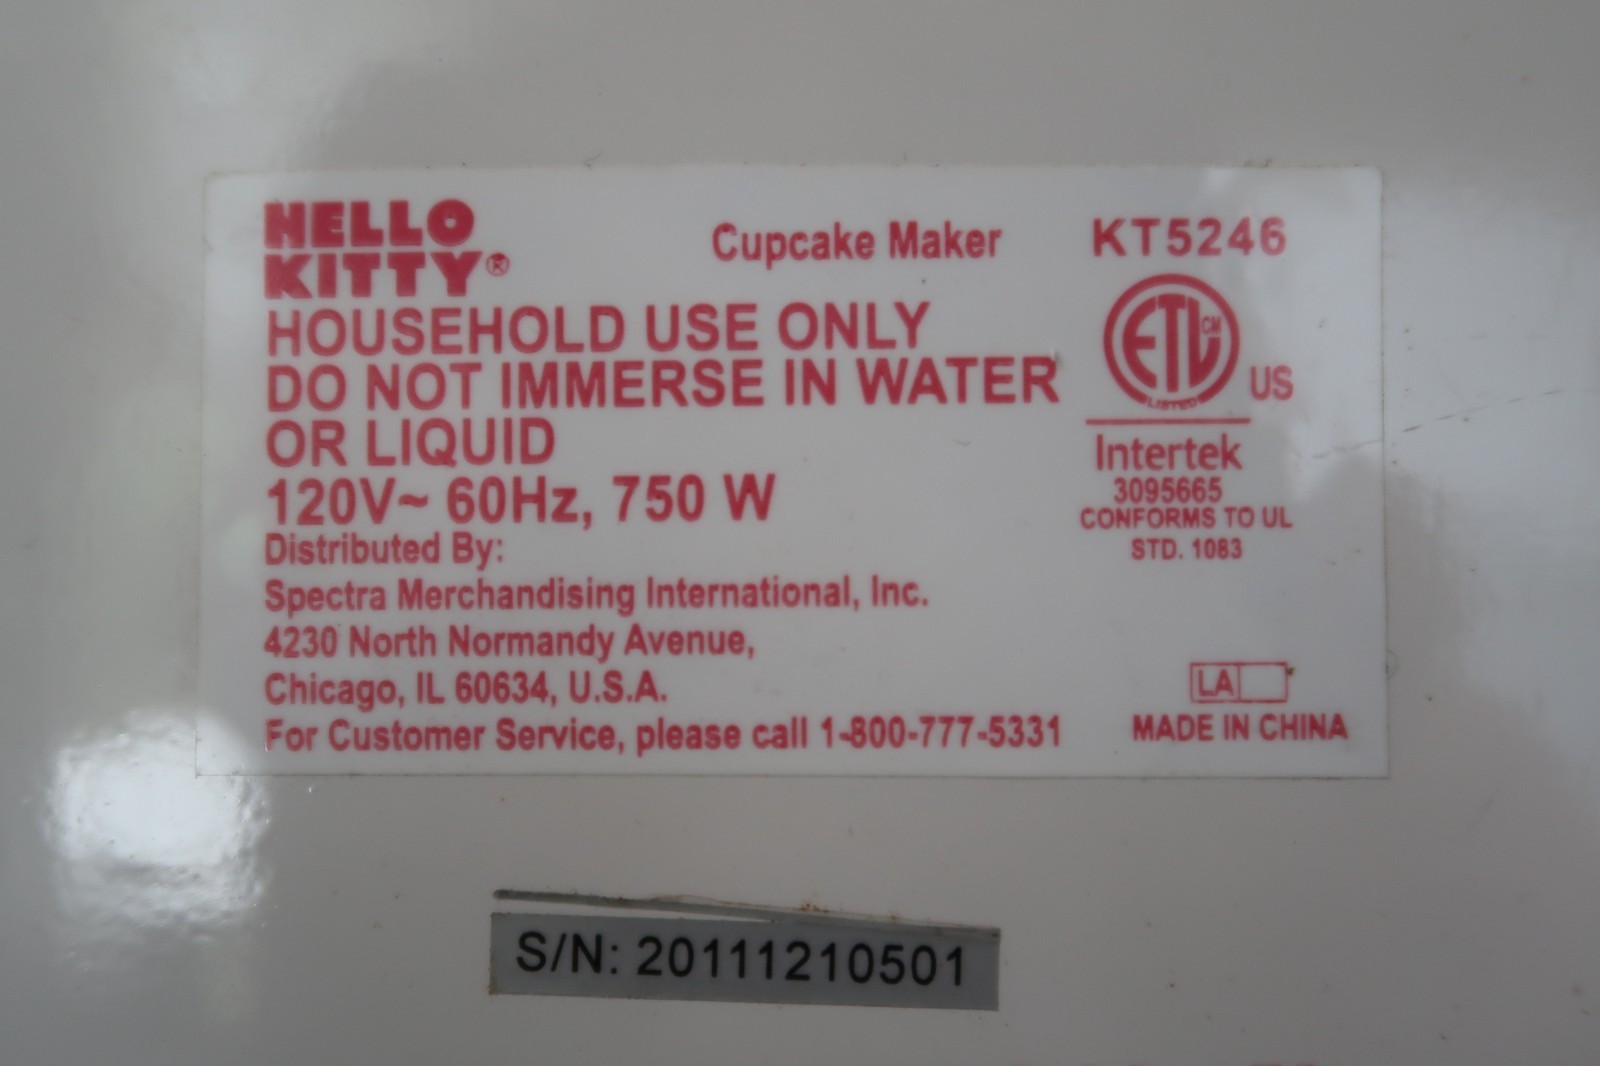 HELLO
KITTY®
Cupcake Maker
KT5246
HOUSEHOLD USE ONLY
DO NOT IMMERSE IN WATER
OR LIQUID
120V~ 60Hz, 750 W
Distributed By:
Spectra Merchandising International, Inc.
4230 North Normandy Avenue,
Chicago, IL 60634, U.S.A.
For Customer Service, please call 1-800-777-5331
ETL CM
LISTED
US
Intertek
3095665
CONFORMS TO UL
STD. 1083
LA
MADE IN CHINA
S/N: 20111210501